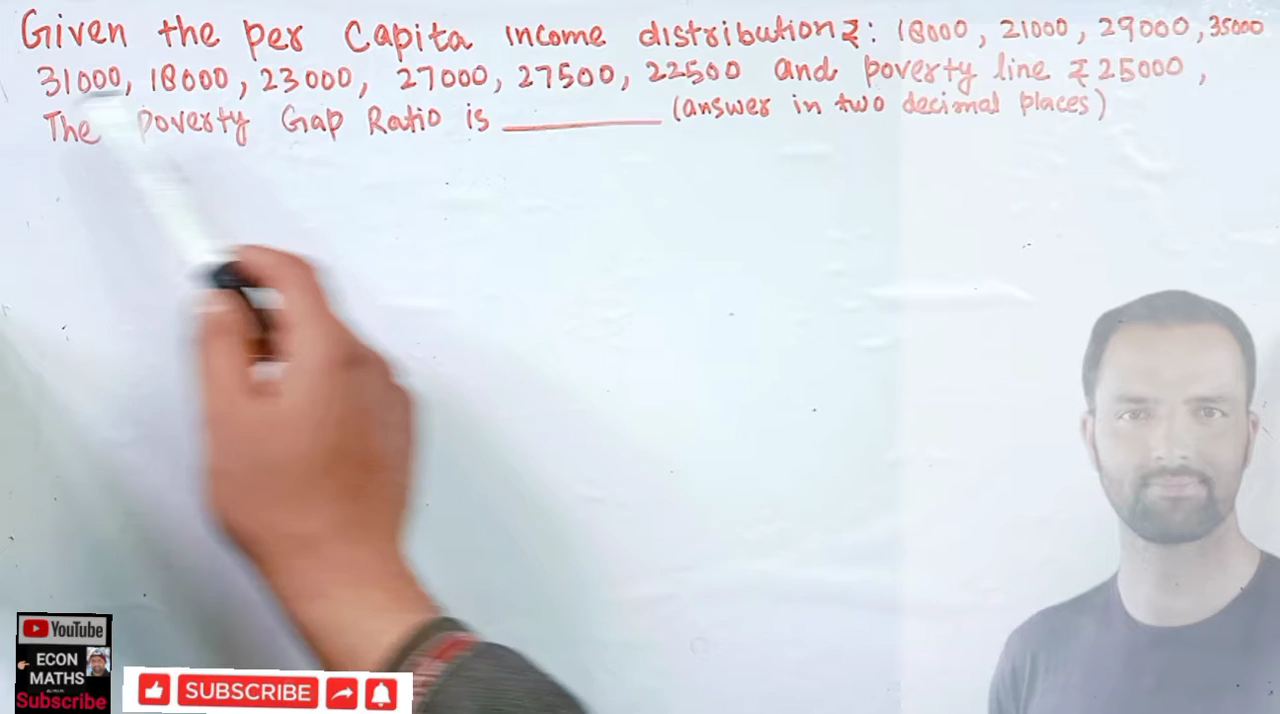 Given the per Capita income distribution ₹: 18000, 21000, 29000, 35000
31000, 18000, 23000, 27000, 27500, 22500 and poverty line ₹ 25000,
The Poverty Gap Ratio is ________ (answer in two decimal places)
YouTube
ECON
MATHS
Subscribe
SUBSCRIBE